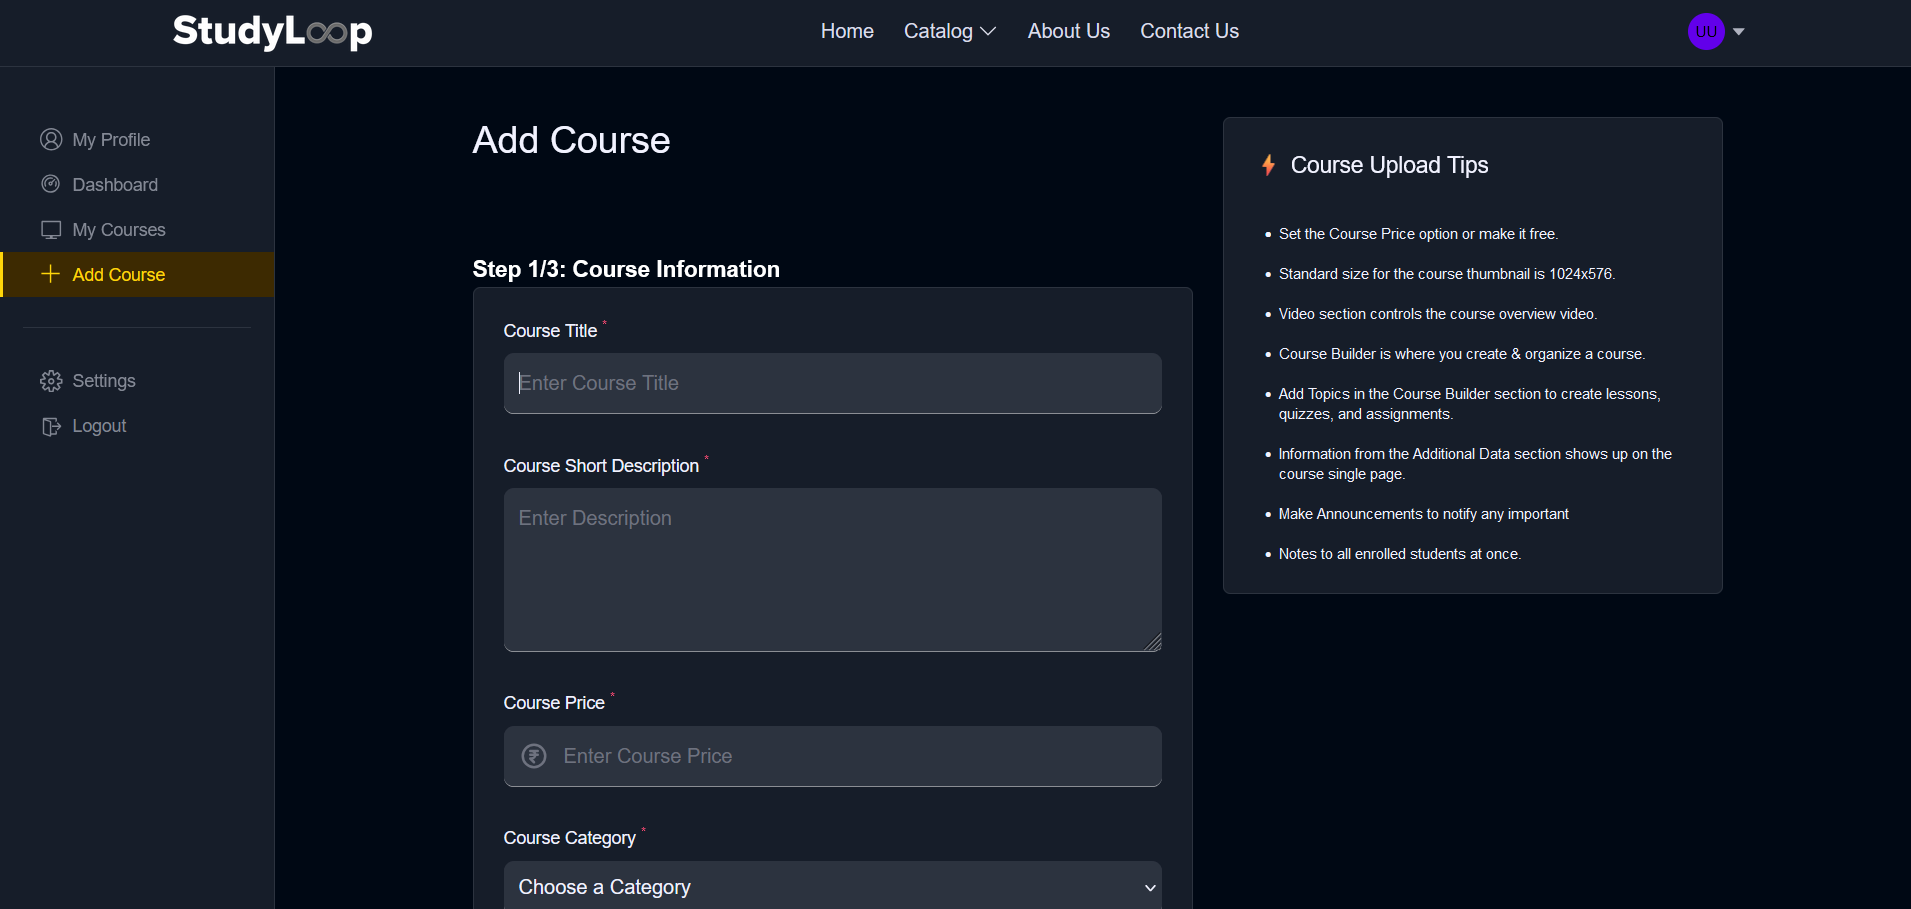 StudyLoop
Home Catalog About Us Contact Us
UU
My Profile
Dashboard
My Courses
Add Course
Settings
Logout
Add Course
Step 1/3: Course Information
Course Title *
Enter Course Title
Course Short Description *
Enter Description
Course Price *
₹ Enter Course Price
Course Category *
Choose a Category
Course Upload Tips
Set the Course Price option or make it free.
Standard size for the course thumbnail is 1024x576.
Video section controls the course overview video.
Course Builder is where you create & organize a course.
Add Topics in the Course Builder section to create lessons,
quizzes, and assignments.
Information from the Additional Data section shows up on the
course single page.
Make Announcements to notify any important
Notes to all enrolled students at once.